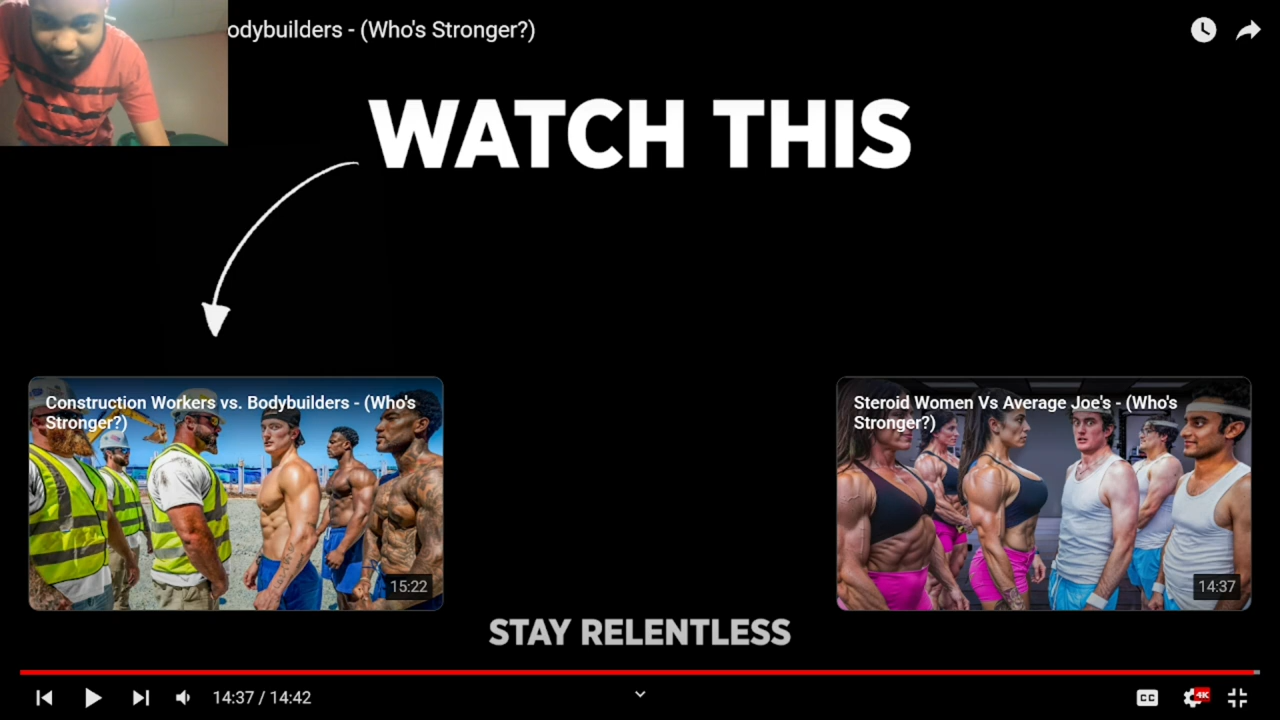 odybuilders - (Who's Stronger?)
WATCH THIS
Construction Workers vs. Bodybuilders - (Who's
Stronger?)
15:22
Steroid Women Vs Average Joe's - (Who's
Stronger?)
14:37
STAY RELENTLESS
14:37 / 14:42
CC
4K